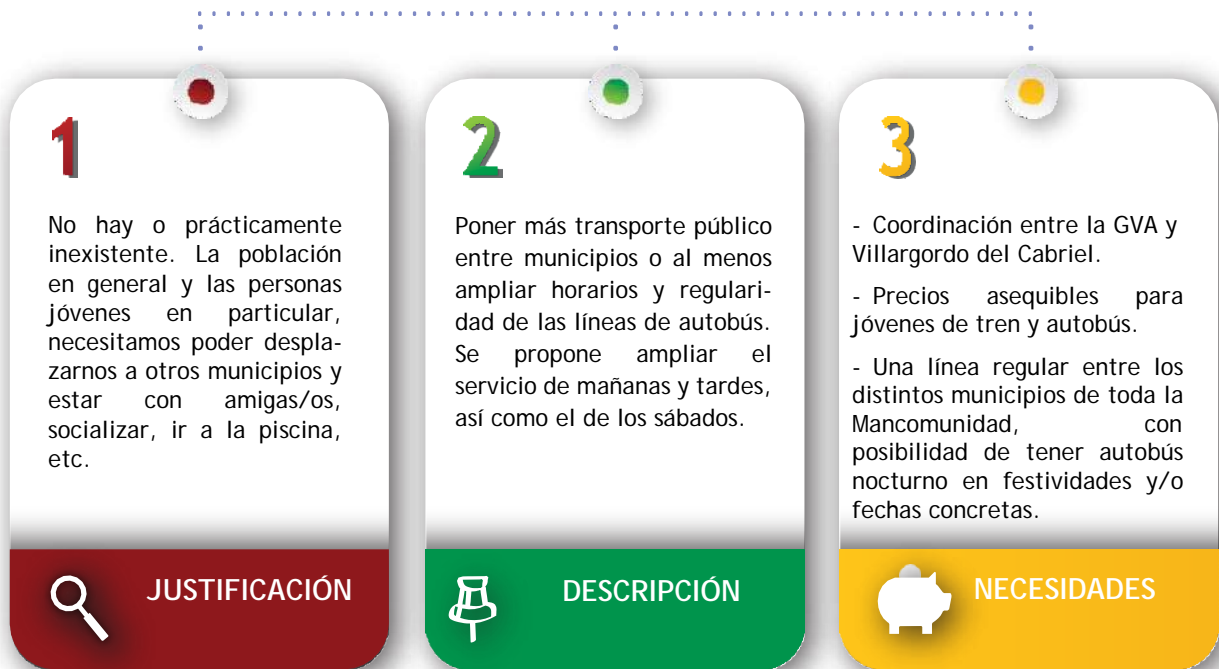 1
No hay o prácticamente
inexistente. La población
en general y las personas
jóvenes en particular,
necesitamos poder despla-
zarnos a otros municipios y
estar con amigas/os,
socializar, ir a la piscina,
etc.
JUSTIFICACIÓN
2
Poner más transporte público
entre municipios o al menos
ampliar horarios y regulari-
dad de las líneas de autobús.
Se propone ampliar el
servicio de mañanas y tardes,
así como el de los sábados.
DESCRIPCIÓN
3
- Coordinación entre la GVA y
Villargordo del Cabriel.
- Precios asequibles para
jóvenes de tren y autobús.
- Una línea regular entre los
distintos municipios de toda la
Mancomunidad, con
posibilidad de tener autobús
nocturno en festividades y/o
fechas concretas.
NECESIDADES